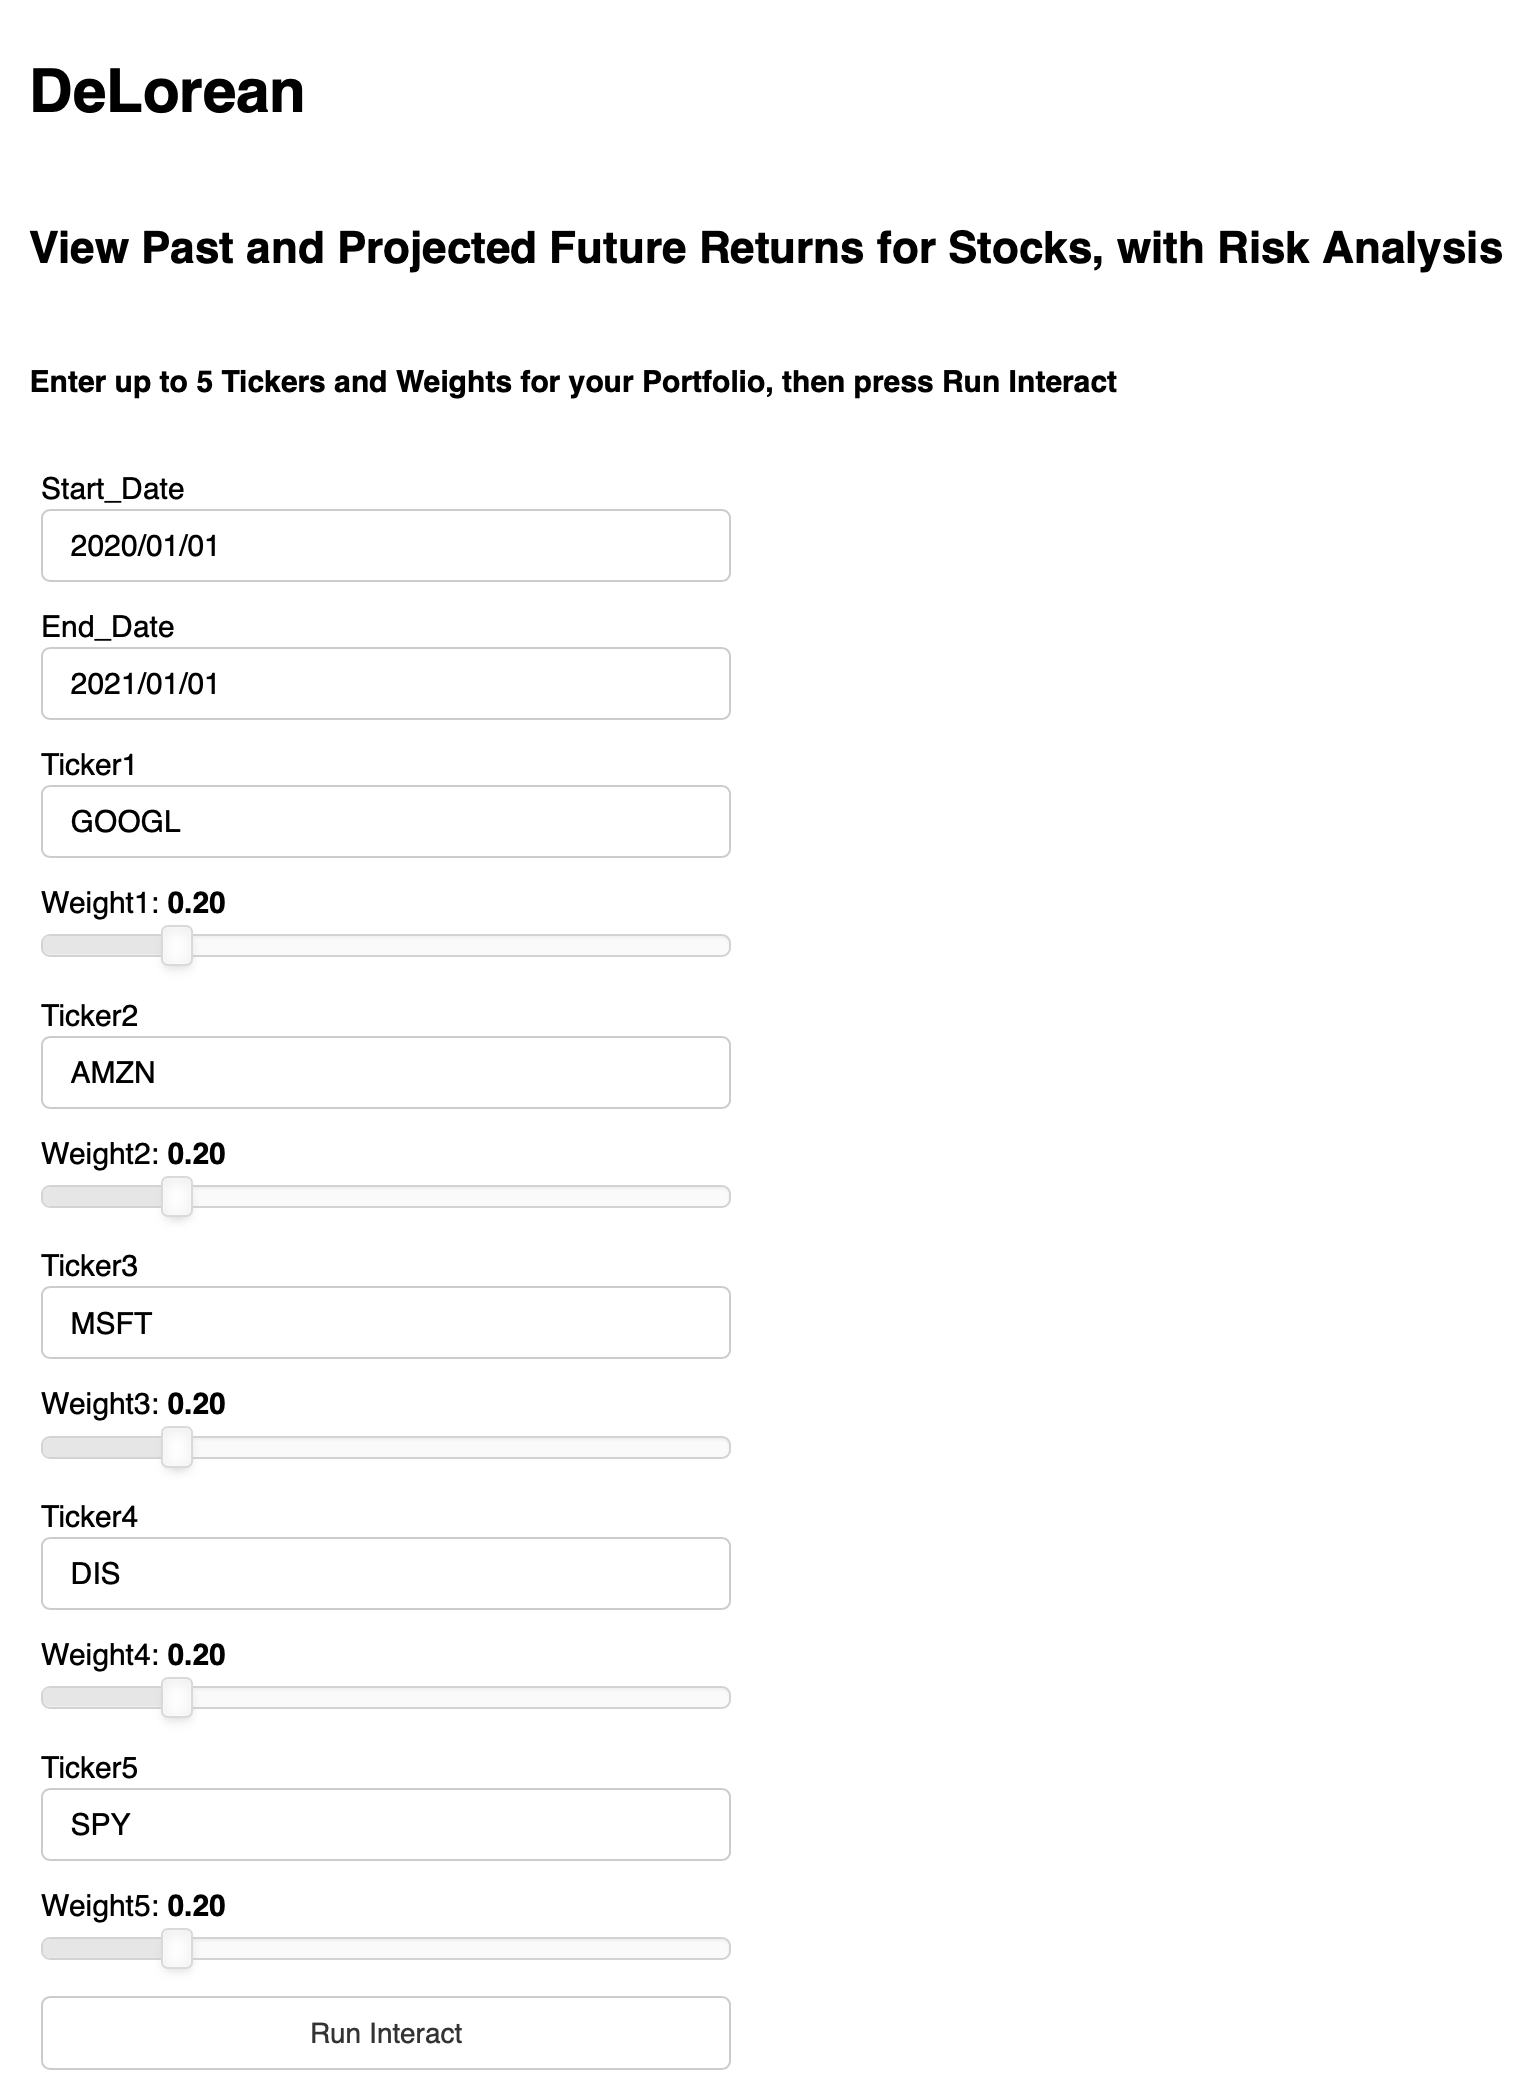 DeLorean
View Past and Projected Future Returns for Stocks, with Risk Analysis
Enter up to 5 Tickers and Weights for your Portfolio, then press Run Interact
Start_Date
2020/01/01
End_Date
2021/01/01
Ticker1
GOOGL
Weight1: 0.20
Ticker2
AMZN
Weight2: 0.20
Ticker3
MSFT
Weight3: 0.20
Ticker4
DIS
Weight4: 0.20
Ticker5
SPY
Weight5: 0.20
Run Interact